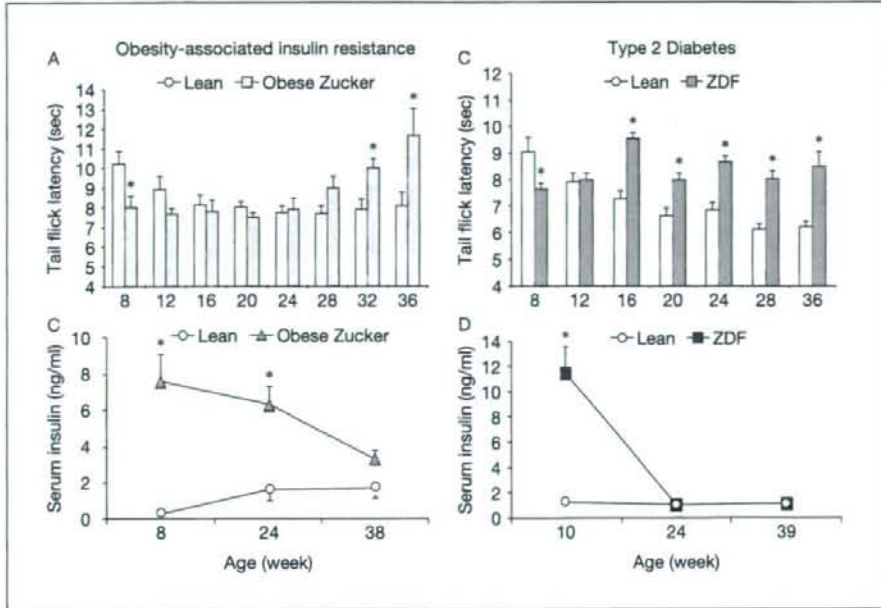 Obesity-associated insulin resistance
A
Lean Obese Zucker
Tail flick latency (sec)
14
13
12
11
10
9
8
7
6
5
4
* * *
8 12 16 20 24 28 32 36
Type 2 Diabetes
C
Lean ZDF
Tail flick latency (sec)
12
11
10
9
8
7
6
5
4
* * * * * *
8 12 16 20 24 28 36
C
Lean Obese Zucker
Serum insulin (ng/ml)
10
8
6
4
2
0
* *
8 24 38
Age (week)
D
Lean ZDF
Serum insulin (ng/ml)
14
12
10
8
6
4
2
0
*
10 24 39
Age (week)